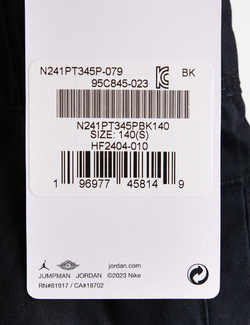 N241PT345P-079 BK
95C845-023
N241PT345PBK140
SIZE: 140(S)
HF2404-010
1 96977 45814 9
jordan.com
JUMPMAN JORDAN ©2023 Nike
RN#81917 / CA#18702